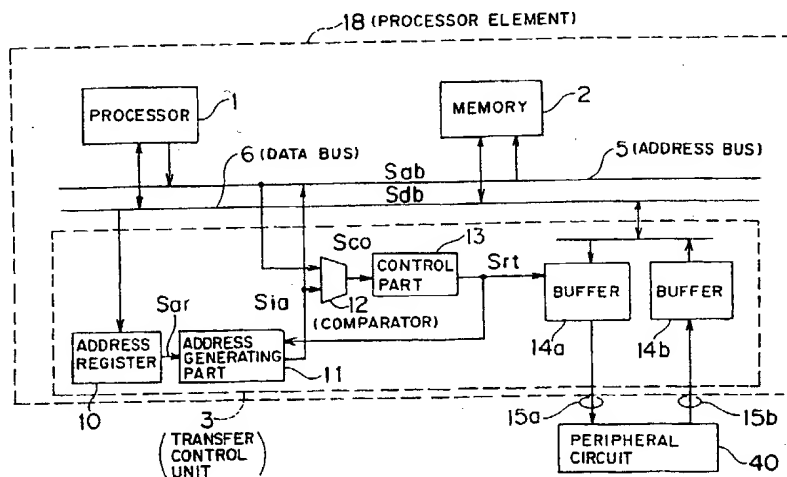 18 (PROCESSOR ELEMENT)
PROCESSOR
1
MEMORY
2
6 (DATA BUS)
5 (ADDRESS BUS)
Sab
Sdb
Sco
13
CONTROL
PART
Srt
12
(COMPARATOR)
Sia
Sar
BUFFER
14a
BUFFER
14b
ADDRESS
REGISTER
10
ADDRESS
GENERATING
PART
11
3
(TRANSFER
CONTROL
UNIT)
15a
15b
PERIPHERAL
CIRCUIT
40